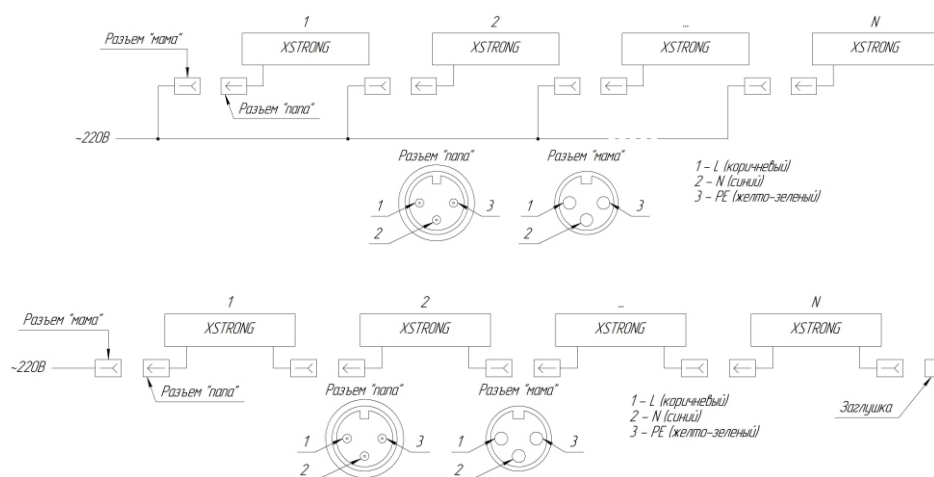 1 2 ... N
Разъем "мама" XSTRONG XSTRONG XSTRONG XSTRONG
Разъем "папа"
~220В
Разъем "папа" Разъем "мама"
1 – L (коричневый)
2 – N (синий)
3 – PE (желто-зеленый)
1 3 1 3
2 2
1 2 ... N
Разъем "мама" XSTRONG XSTRONG XSTRONG XSTRONG
~220В
Разъем "папа" Разъем "папа" Разъем "мама"
1 – L (коричневый)
2 – N (синий)
3 – PE (желто-зеленый)
Заглушка
1 3 1 3
2 2